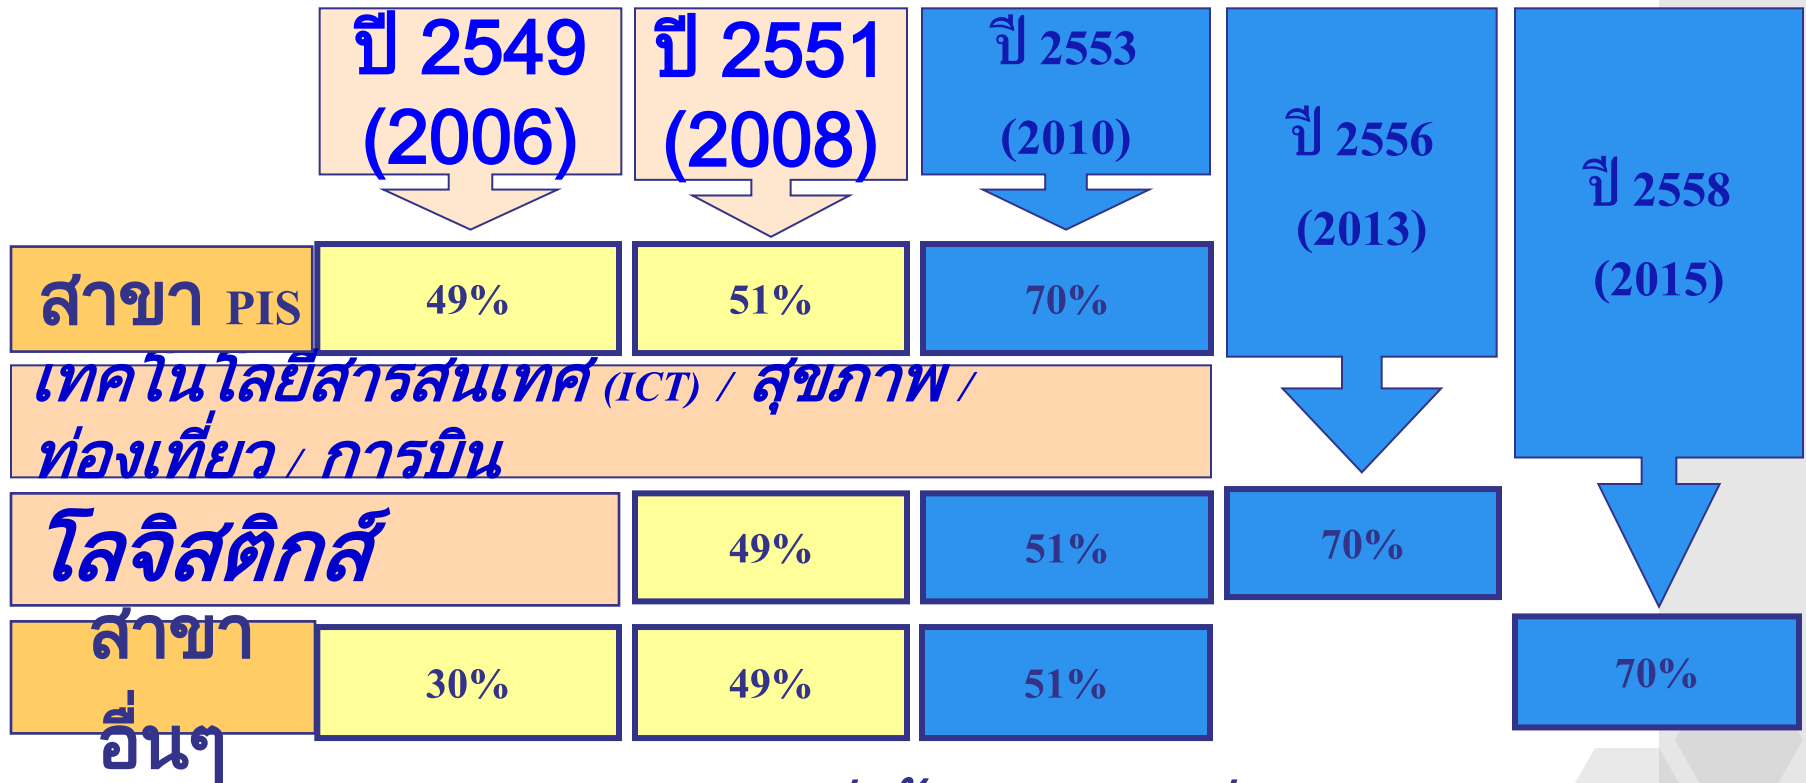 ปี 2549
(2006)
ปี 2551
(2008)
ปี 2553
(2010)
ปี 2556
(2013)
ปี 2558
(2015)
สาขา PIS
49%
51%
70%
เทคโนโลยีสารสนเทศ (ICT) / สุขภาพ /
ท่องเที่ยว / การบิน
โลจิสติกส์
49%
51%
70%
สาขา
อื่นๆ
30%
49%
51%
70%